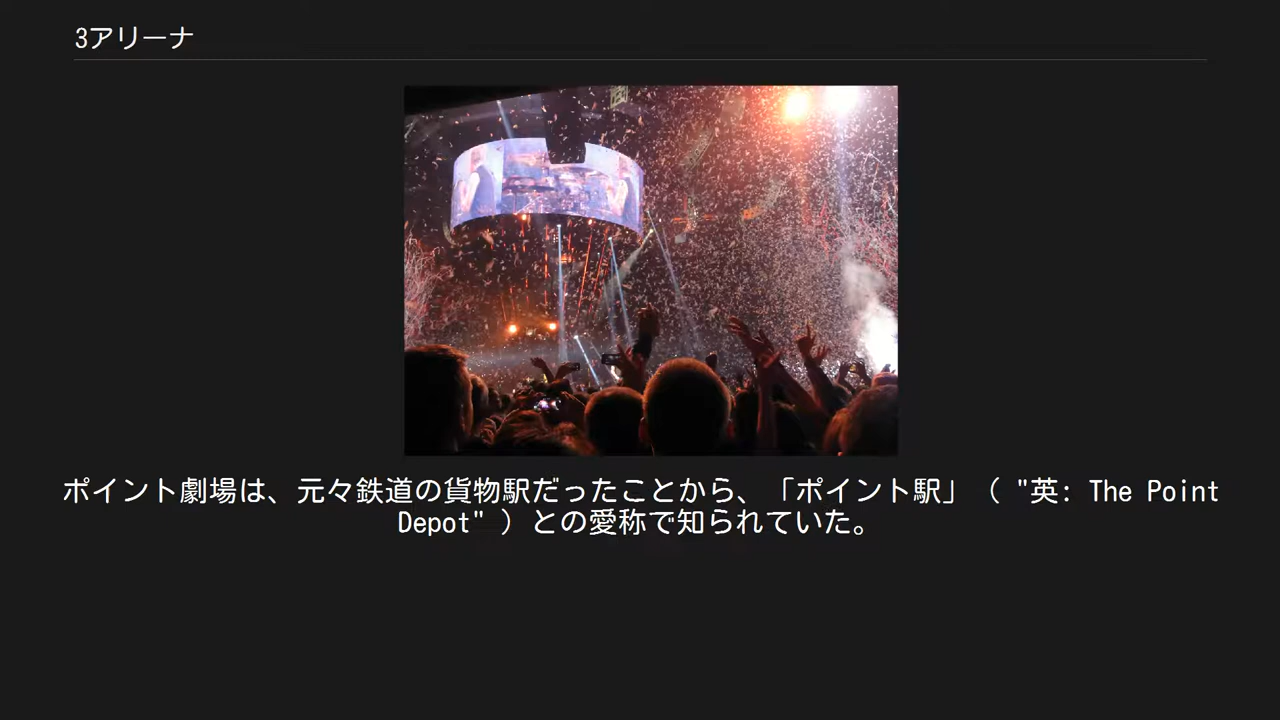 3アリーナ
ポイント劇場は、元々鉄道の貨物駅だったことから、「ポイント駅」（ "英: The Point
Depot" ）との愛称で知られていた。